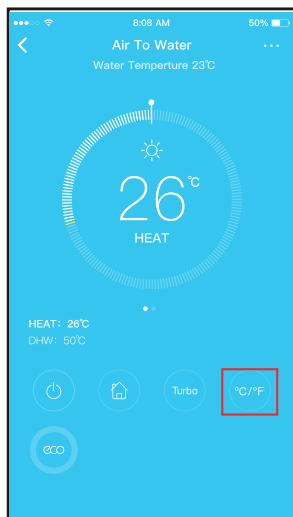 8:08 AM 50%
Air To Water
Water Temperture 23℃
26℃
HEAT
HEAT: 26℃
DHW: 50℃
Turbo ℃/℉
eco